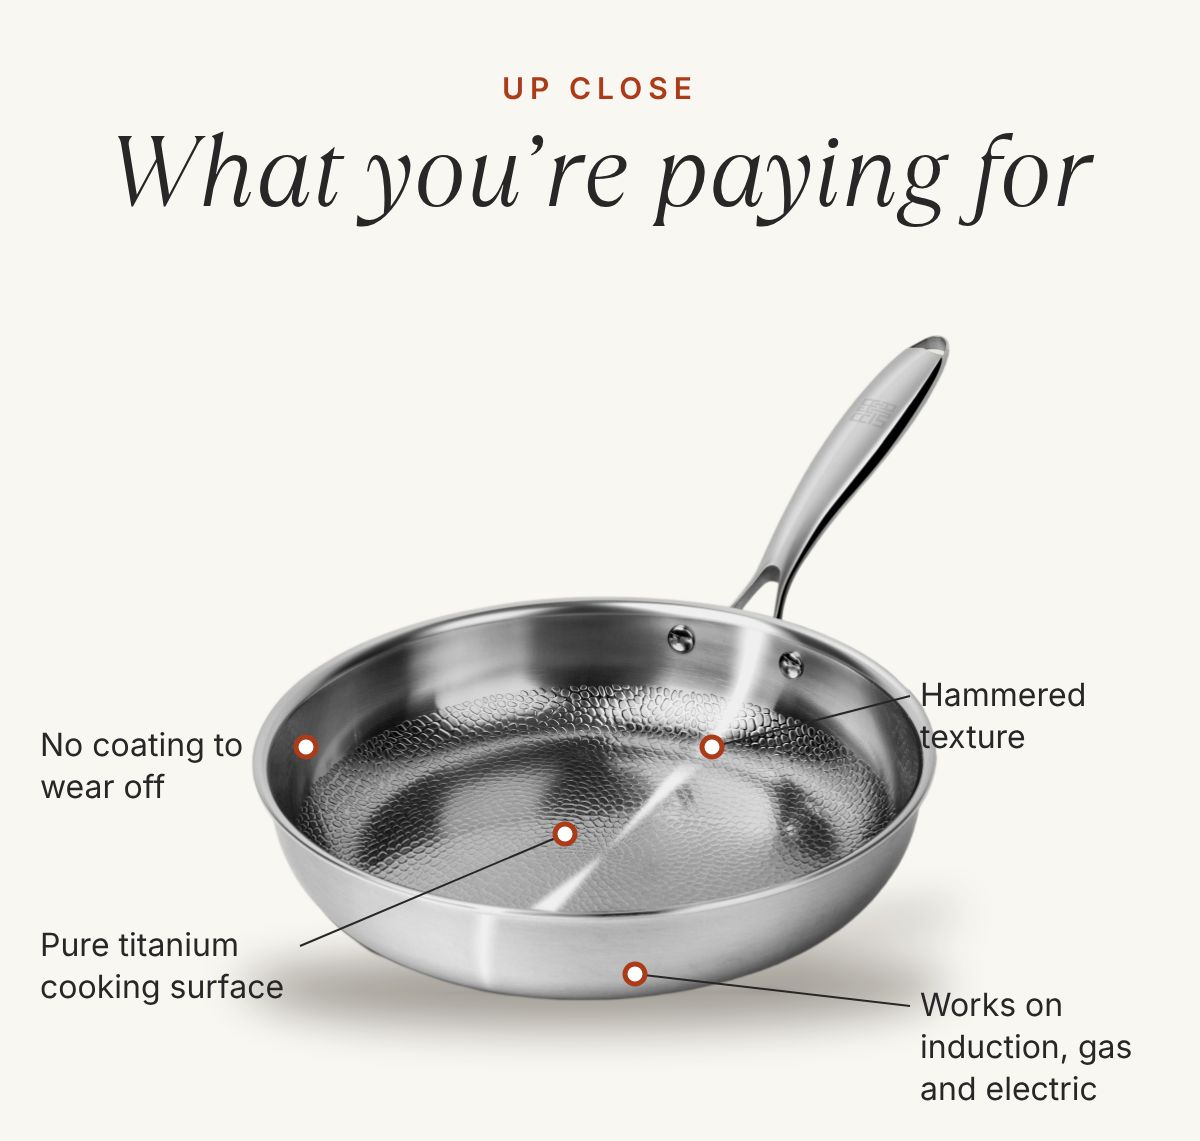 UP CLOSE
What you’re paying for
Hammered
texture
No coating to
wear off
Pure titanium
cooking surface
Works on
induction, gas
and electric